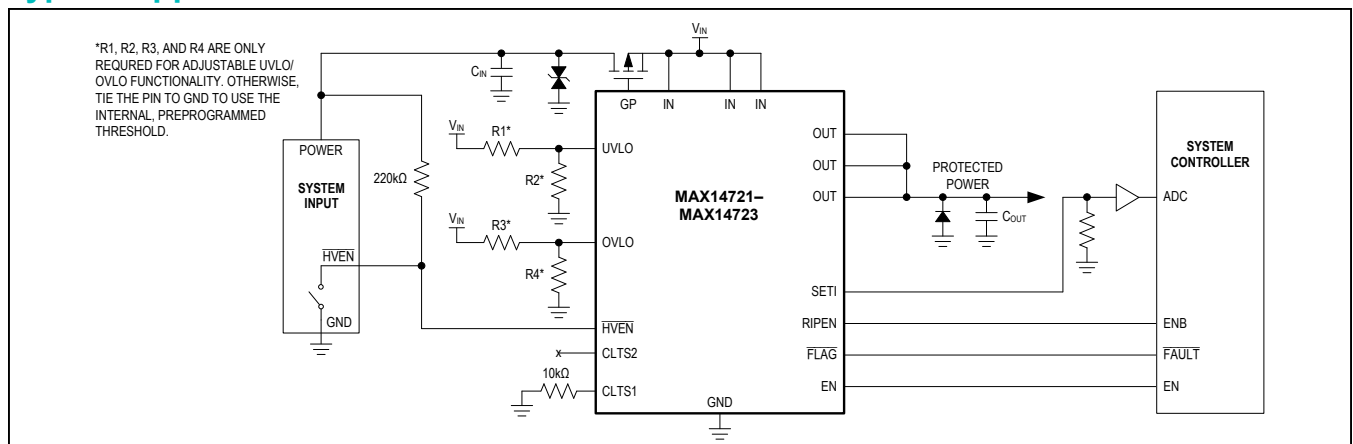 *R1, R2, R3, AND R4 ARE ONLY
REQURED FOR ADJUSTABLE UVLO/
OVLO FUNCTIONALITY. OTHERWISE,
TIE THE PIN TO GND TO USE THE
INTERNAL, PREPROGRAMMED
THRESHOLD.
POWER
SYSTEM
INPUT
HVEN
GND
220kΩ
CIN
VIN
R1*
R2*
VIN
R3*
R4*
10kΩ
x
VIN
GP
IN
IN
IN
UVLO
OVLO
HVEN
CLTS2
CLTS1
MAX14721–
MAX14723
GND
OUT
OUT
OUT
SETI
RIPEN
FLAG
EN
PROTECTED
POWER
COUT
SYSTEM
CONTROLLER
ADC
ENB
FAULT
EN